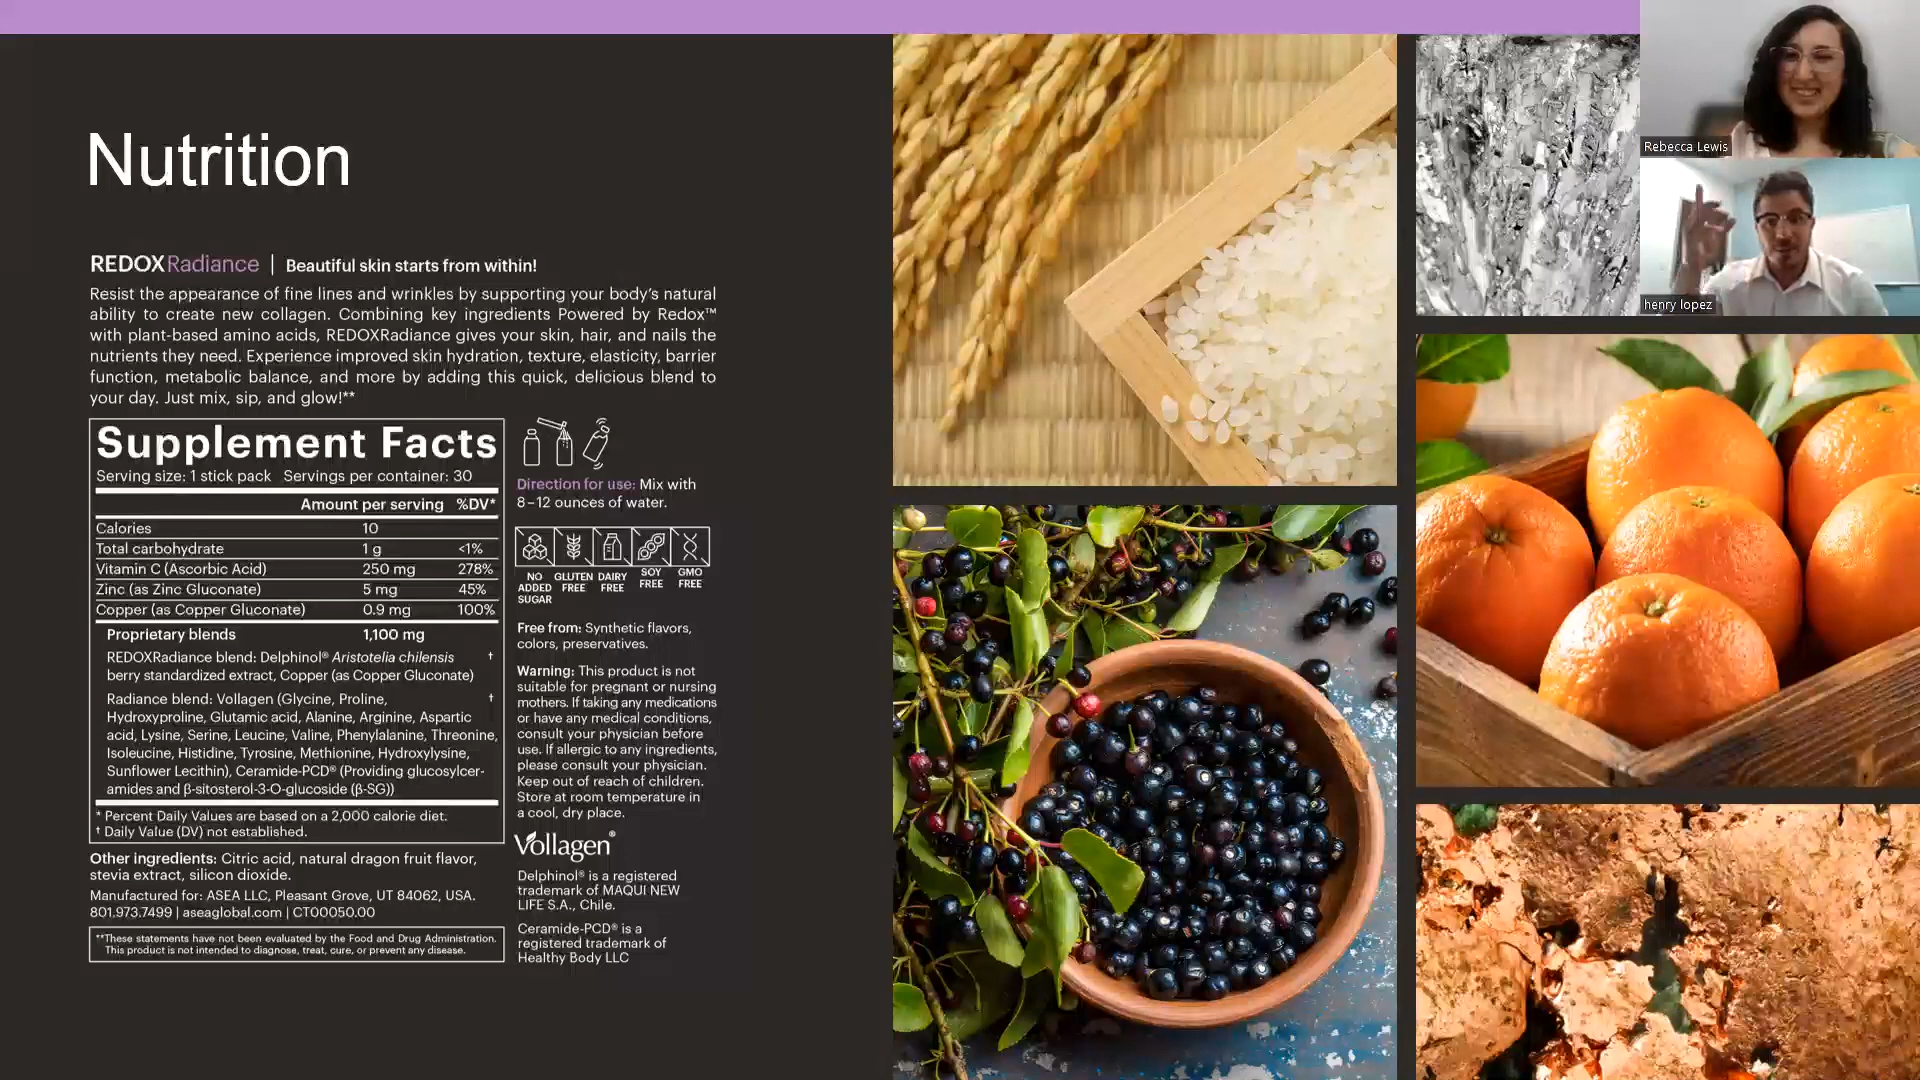 Nutrition
REDOXRadiance | Beautiful skin starts from within!
Resist the appearance of fine lines and wrinkles by supporting your body's natural
ability to create new collagen. Combining key ingredients Powered by Redox™
with plant-based amino acids, REDOXRadiance gives your skin, hair, and nails the
nutrients they need. Experience improved skin hydration, texture, elasticity, barrier
function, metabolic balance, and more by adding this quick, delicious blend to
your day. Just mix, sip, and glow!**
Supplement Facts
Serving size: 1 stick pack Servings per container: 30
Amount per serving %DV*
Calories 10
Total carbohydrate 1 g <1%
Vitamin C (Ascorbic Acid) 250 mg 278%
Zinc (as Zinc Gluconate) 5 mg 45%
Copper (as Copper Gluconate) 0.9 mg 100%
Proprietary blends 1,100 mg
REDOXRadiance blend: Delphinol® Aristotelia chilensis †
berry standardized extract, Copper (as Copper Gluconate)
Radiance blend: Vollagen (Glycine, Proline, †
Hydroxyproline, Glutamic acid, Alanine, Arginine, Aspartic
acid, Lysine, Serine, Leucine, Valine, Phenylalanine, Threonine,
Isoleucine, Histidine, Tyrosine, Methionine, Hydroxylysine,
Sunflower Lecithin), Ceramide-PCD® (Providing glucosylcer-
amides and β-sitosterol-3-O-glucoside (β-SG))
* Percent Daily Values are based on a 2,000 calorie diet.
† Daily Value (DV) not established.
Other ingredients: Citric acid, natural dragon fruit flavor,
stevia extract, silicon dioxide.
Manufactured for: ASEA LLC, Pleasant Grove, UT 84062, USA.
801.973.7499 | aseaglobal.com | CT00050.00
**These statements have not been evaluated by the Food and Drug Administration.
This product is not intended to diagnose, treat, cure, or prevent any disease.
Direction for use: Mix with
8–12 ounces of water.
NO
ADDED
SUGAR
GLUTEN
FREE
DAIRY
FREE
SOY
FREE
GMO
FREE
Free from: Synthetic flavors,
colors, preservatives.
Warning: This product is not
suitable for pregnant or nursing
mothers. If taking any medications
or have any medical conditions,
consult your physician before
use. If allergic to any ingredients,
please consult your physician.
Keep out of reach of children.
Store at room temperature in
a cool, dry place.
Vollagen®
Delphinol® is a registered
trademark of MAQUI NEW
LIFE S.A., Chile.
Ceramide-PCD® is a
registered trademark of
Healthy Body LLC
Rebecca Lewis
henry lopez